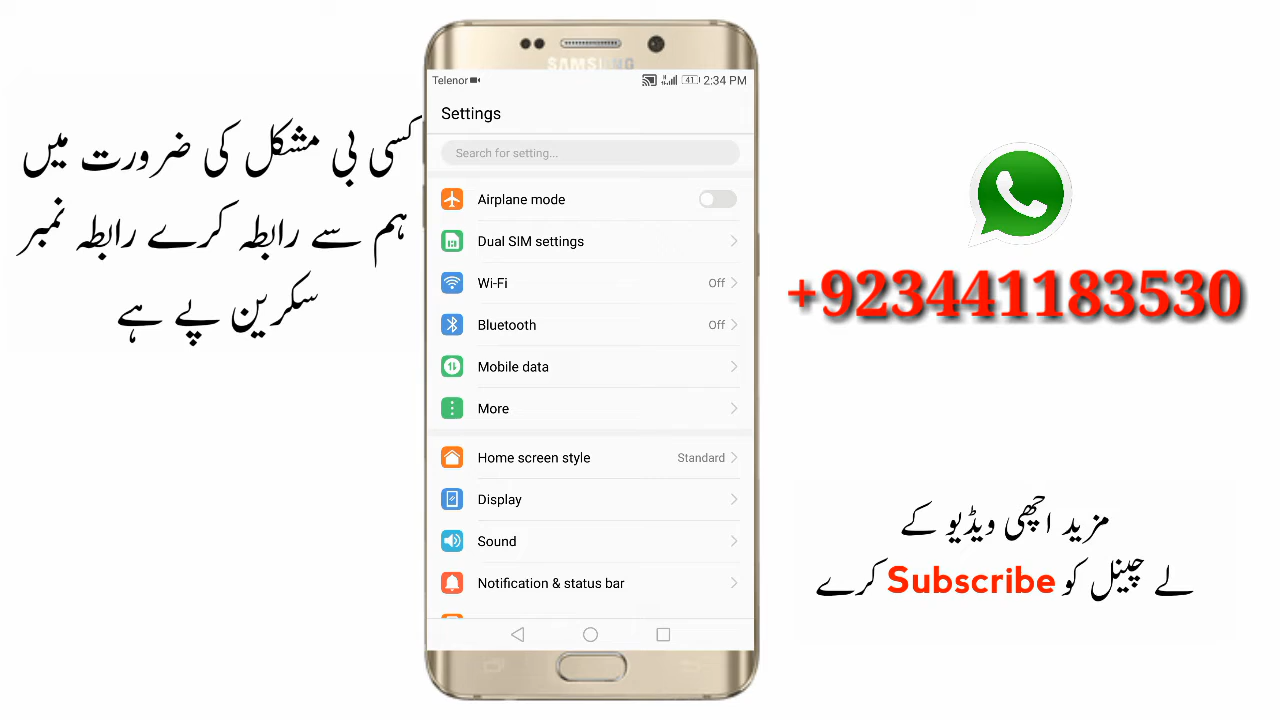 کسی بی مشکل کی ضرورت میں
ہم سے رابطہ کرے رابطہ نمبر
سکرین پے ہے
SAMSUNG
Telenor
41 2:34 PM
Settings
Search for setting...
Airplane mode
Dual SIM settings
Wi-Fi Off
Bluetooth Off
Mobile data
More
Home screen style Standard
Display
Sound
Notification & status bar
+923441183530
مزید اچھی ویڈیو کے
لے چینل کو Subscribe کرے